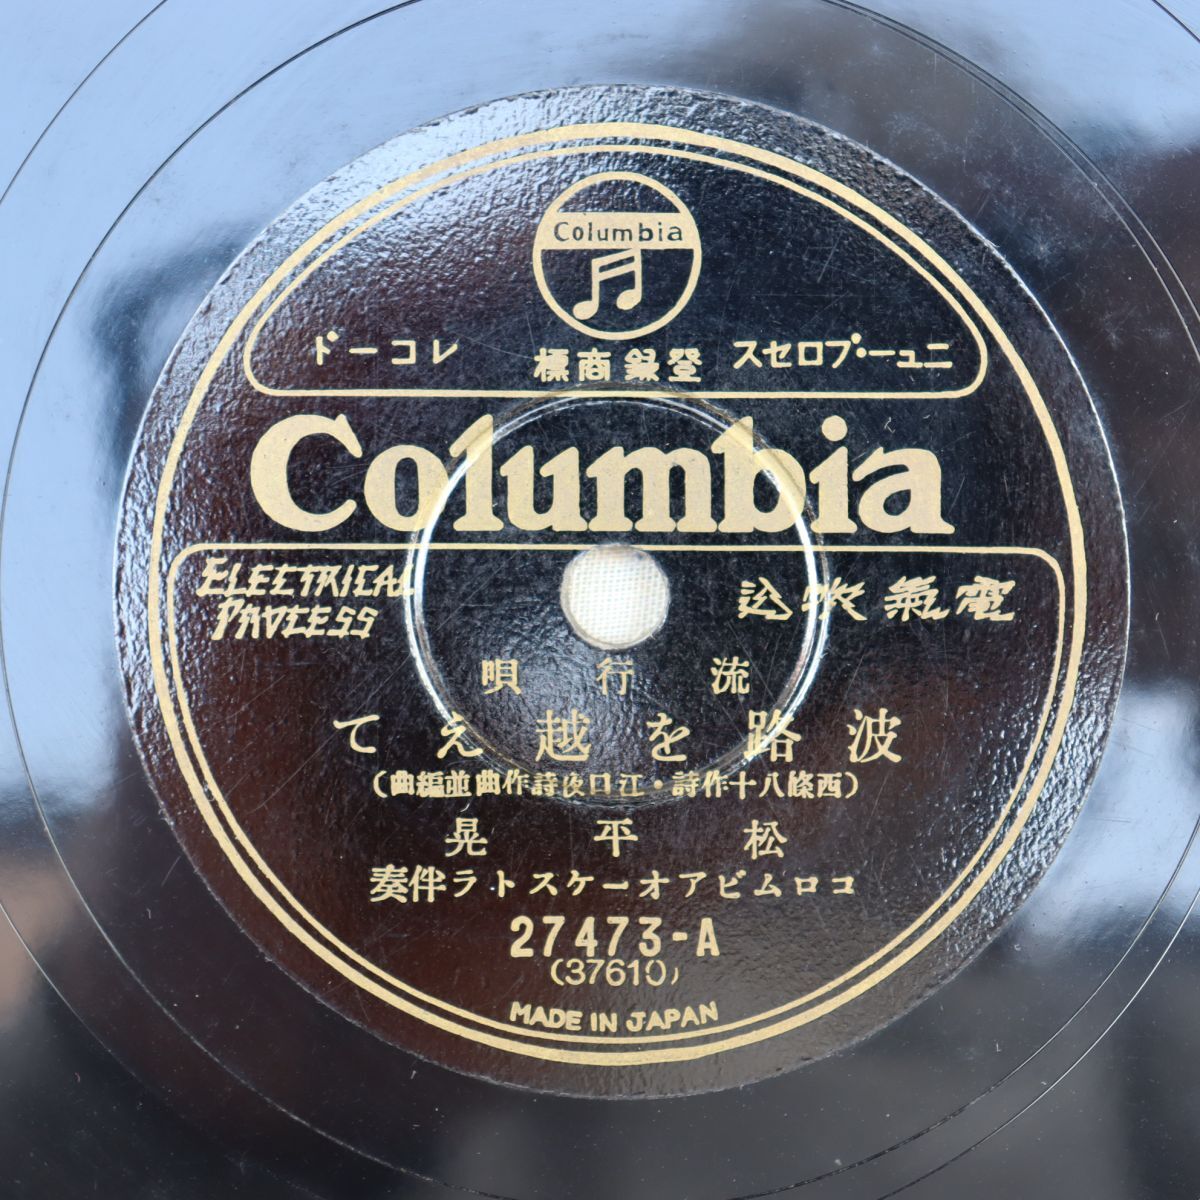 Columbia
ニュー・プロセス
登錄商標
レコード
Columbia
ELECTRICAL
PROCESS
電氣吹込
流行唄
波路を越えて
(西條八十作詩・江口夜詩作曲並編曲)
松平晃
コロムビアオーケストラ伴奏
27473-A
(37610)
MADE IN JAPAN